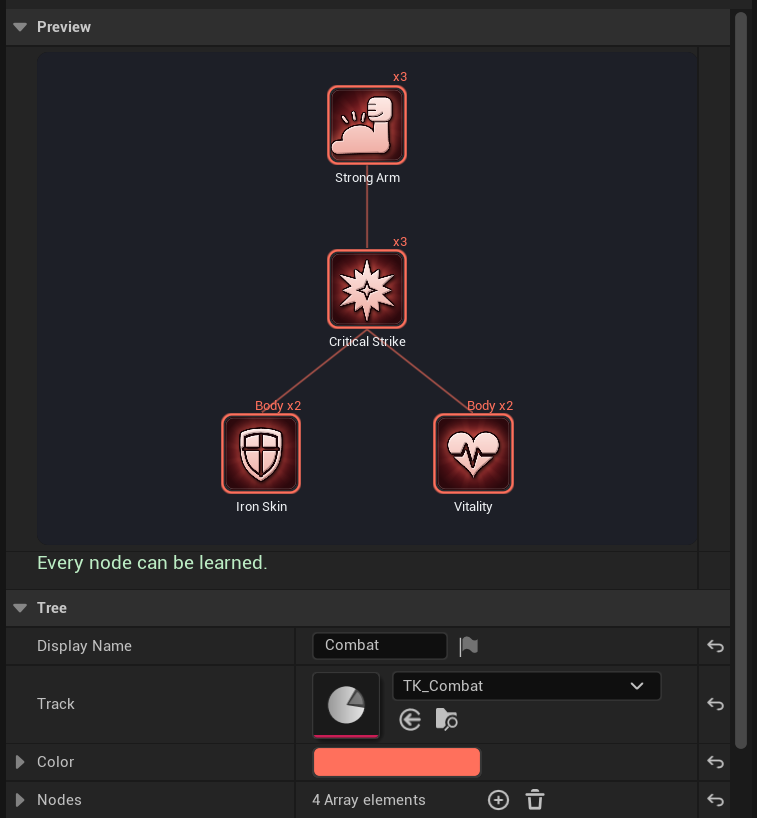 Preview
x3
Strong Arm
x3
Critical Strike
Body x2
Body x2
Iron Skin
Vitality
Every node can be learned.
Tree
Display Name
Combat
Track
TK_Combat
Color
Nodes
4 Array elements